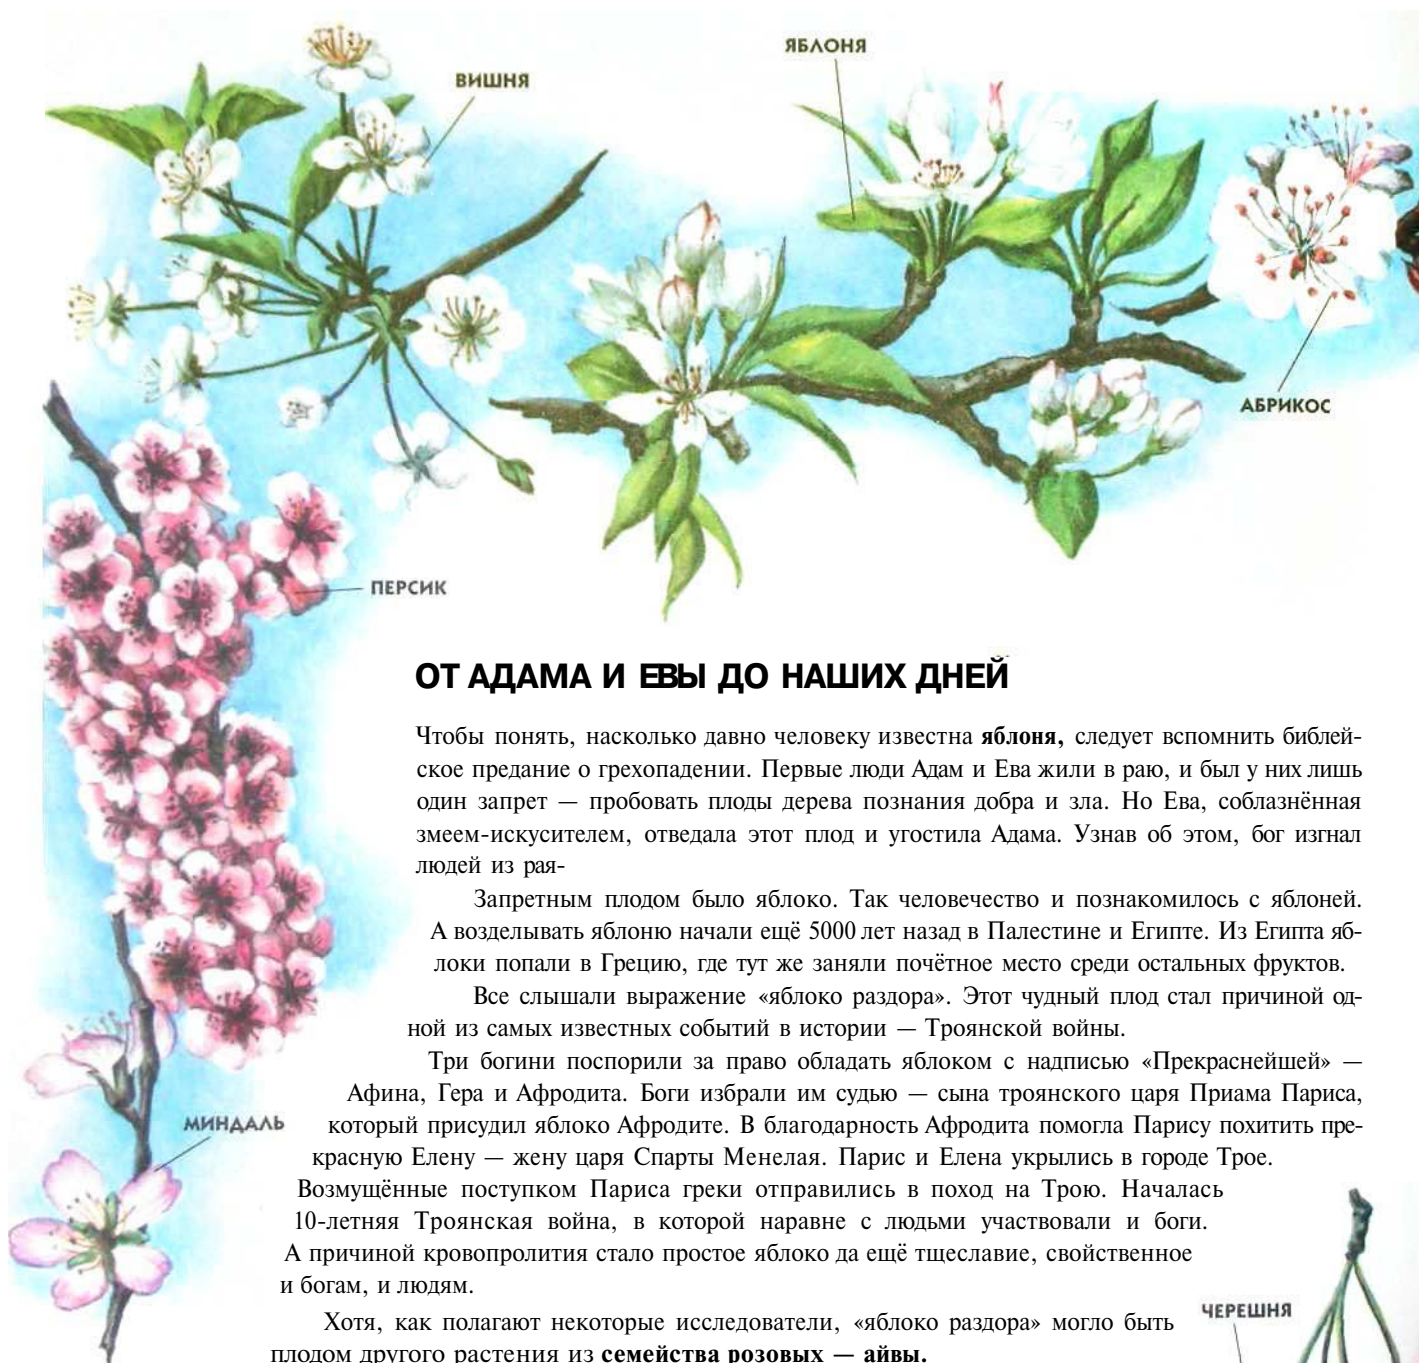 ЯБЛОНЯ
ВИШНЯ
АБРИКОС
ПЕРСИК
ОТ АДАМА И ЕВЫ ДО НАШИХ ДНЕЙ
Чтобы понять, насколько давно человеку известна яблоня, следует вспомнить библей-
ское предание о грехопадении. Первые люди Адам и Ева жили в раю, и был у них лишь
один запрет — пробовать плоды дерева познания добра и зла. Но Ева, соблазнённая
змеем-искусителем, отведала этот плод и угостила Адама. Узнав об этом, бог изгнал
людей из рая-
Запретным плодом было яблоко. Так человечество и познакомилось с яблоней.
А возделывать яблоню начали ещё 5000 лет назад в Палестине и Египте. Из Египта яб-
локи попали в Грецию, где тут же заняли почётное место среди остальных фруктов.
Все слышали выражение «яблоко раздора». Этот чудный плод стал причиной од-
ной из самых известных событий в истории — Троянской войны.
Три богини поспорили за право обладать яблоком с надписью «Прекраснейшей» —
Афина, Гера и Афродита. Боги избрали им судью — сына троянского царя Приама Париса,
который присудил яблоко Афродите. В благодарность Афродита помогла Парису похитить пре-
красную Елену — жену царя Спарты Менелая. Парис и Елена укрылись в городе Трое.
Возмущённые поступком Париса греки отправились в поход на Трою. Началась
10-летняя Троянская война, в которой наравне с людьми участвовали и боги.
А причиной кровопролития стало простое яблоко да ещё тщеславие, свойственное
и богам, и людям.
Хотя, как полагают некоторые исследователи, «яблоко раздора» могло быть
плодом другого растения из семейства розовых — айвы.
МИНДАЛЬ
ЧЕРЕШНЯ